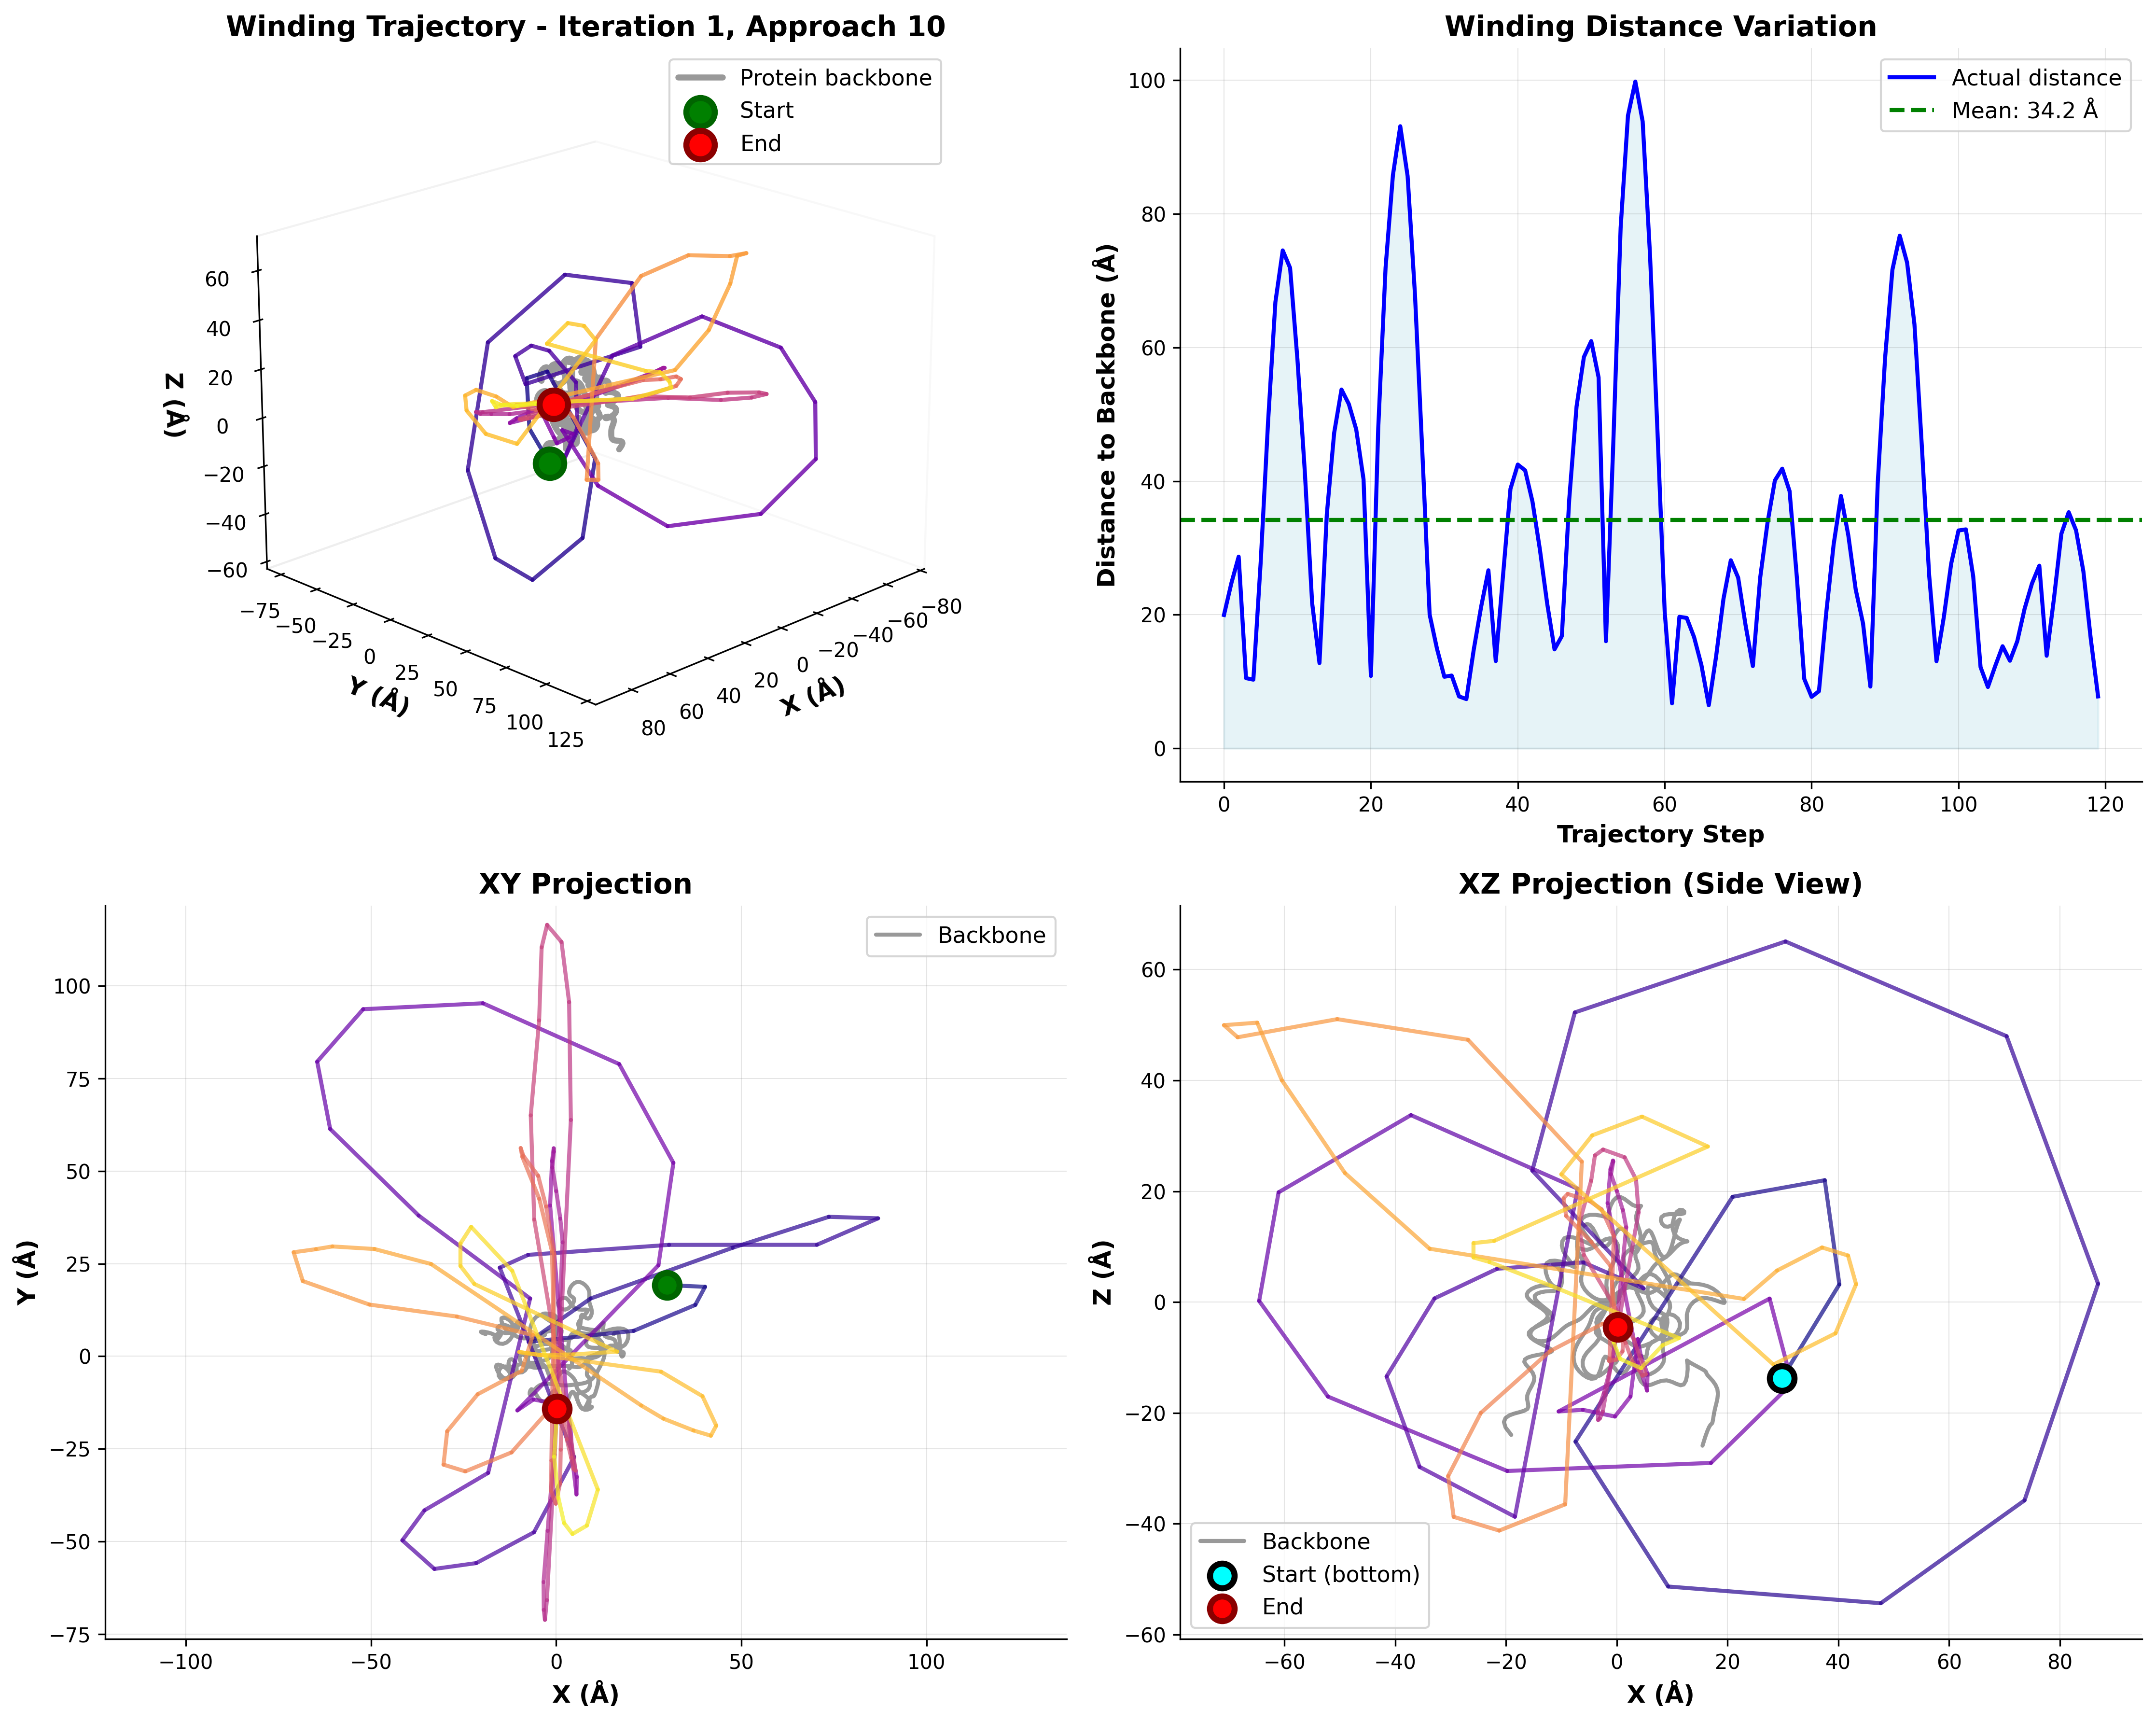 Winding Trajectory - Iteration 1, Approach 10
Protein backbone
Start
End
60
40
20
0
−20
−40
−60
Z (Å)
−75
−50
−25
0
25
50
75
100
125
Y (Å)
80
60
40
20
0
−20
−40
−60
−80
X (Å)
Winding Distance Variation
Actual distance
Mean: 34.2 Å
100
80
60
40
20
0
Distance to Backbone (Å)
0 20 40 60 80 100 120
Trajectory Step
XY Projection
Backbone
100
75
50
25
0
−25
−50
−75
Y (Å)
−100 −50 0 50 100
X (Å)
XZ Projection (Side View)
60
40
20
0
−20
−40
−60
Z (Å)
Backbone
Start (bottom)
End
−60 −40 −20 0 20 40 60 80
X (Å)